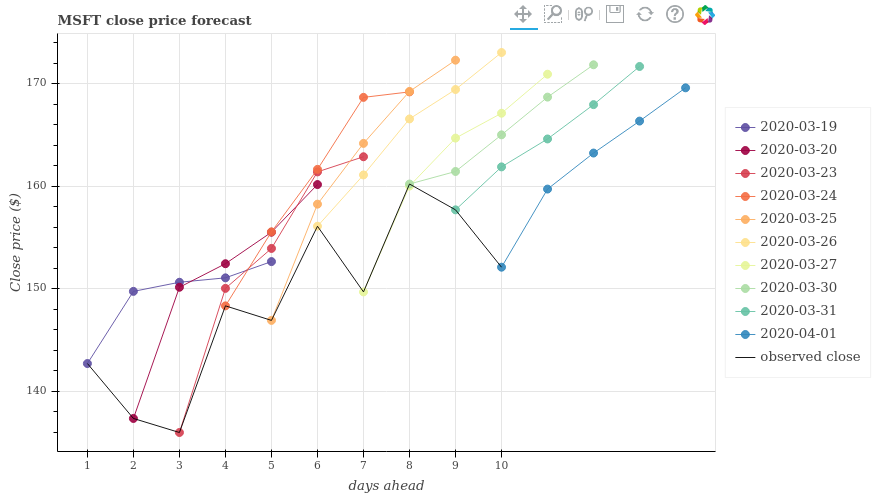 MSFT close price forecast
Close price ($)
170
160
150
140
1 2 3 4 5 6 7 8 9 10
days ahead
2020-03-19
2020-03-20
2020-03-23
2020-03-24
2020-03-25
2020-03-26
2020-03-27
2020-03-30
2020-03-31
2020-04-01
observed close